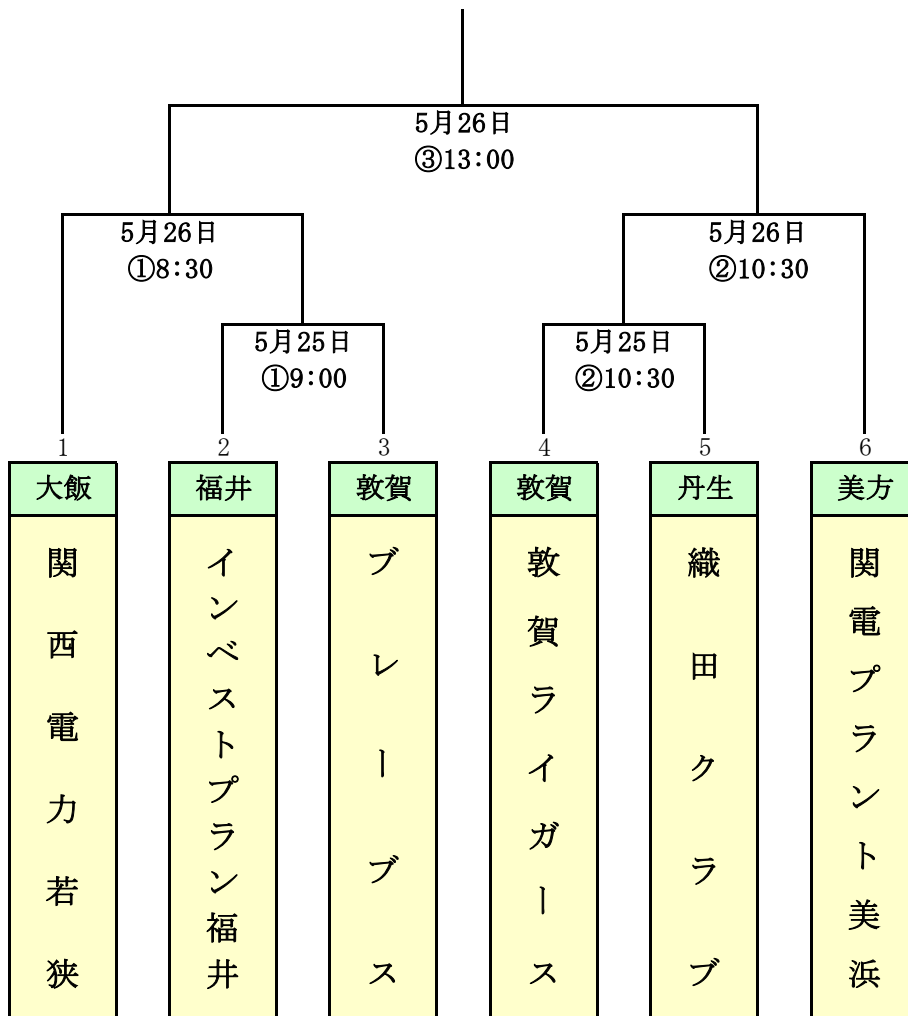 5月26日
③13:00
5月26日
①8:30
5月26日
②10:30
5月25日
①9:00
5月25日
②10:30
1
2
3
4
5
6
大飯
福井
敦賀
敦賀
丹生
美方
関西電力若狭
インベストプラン福井
ブレーブス
敦賀ライガース
織田クラブ
関電プラント美浜